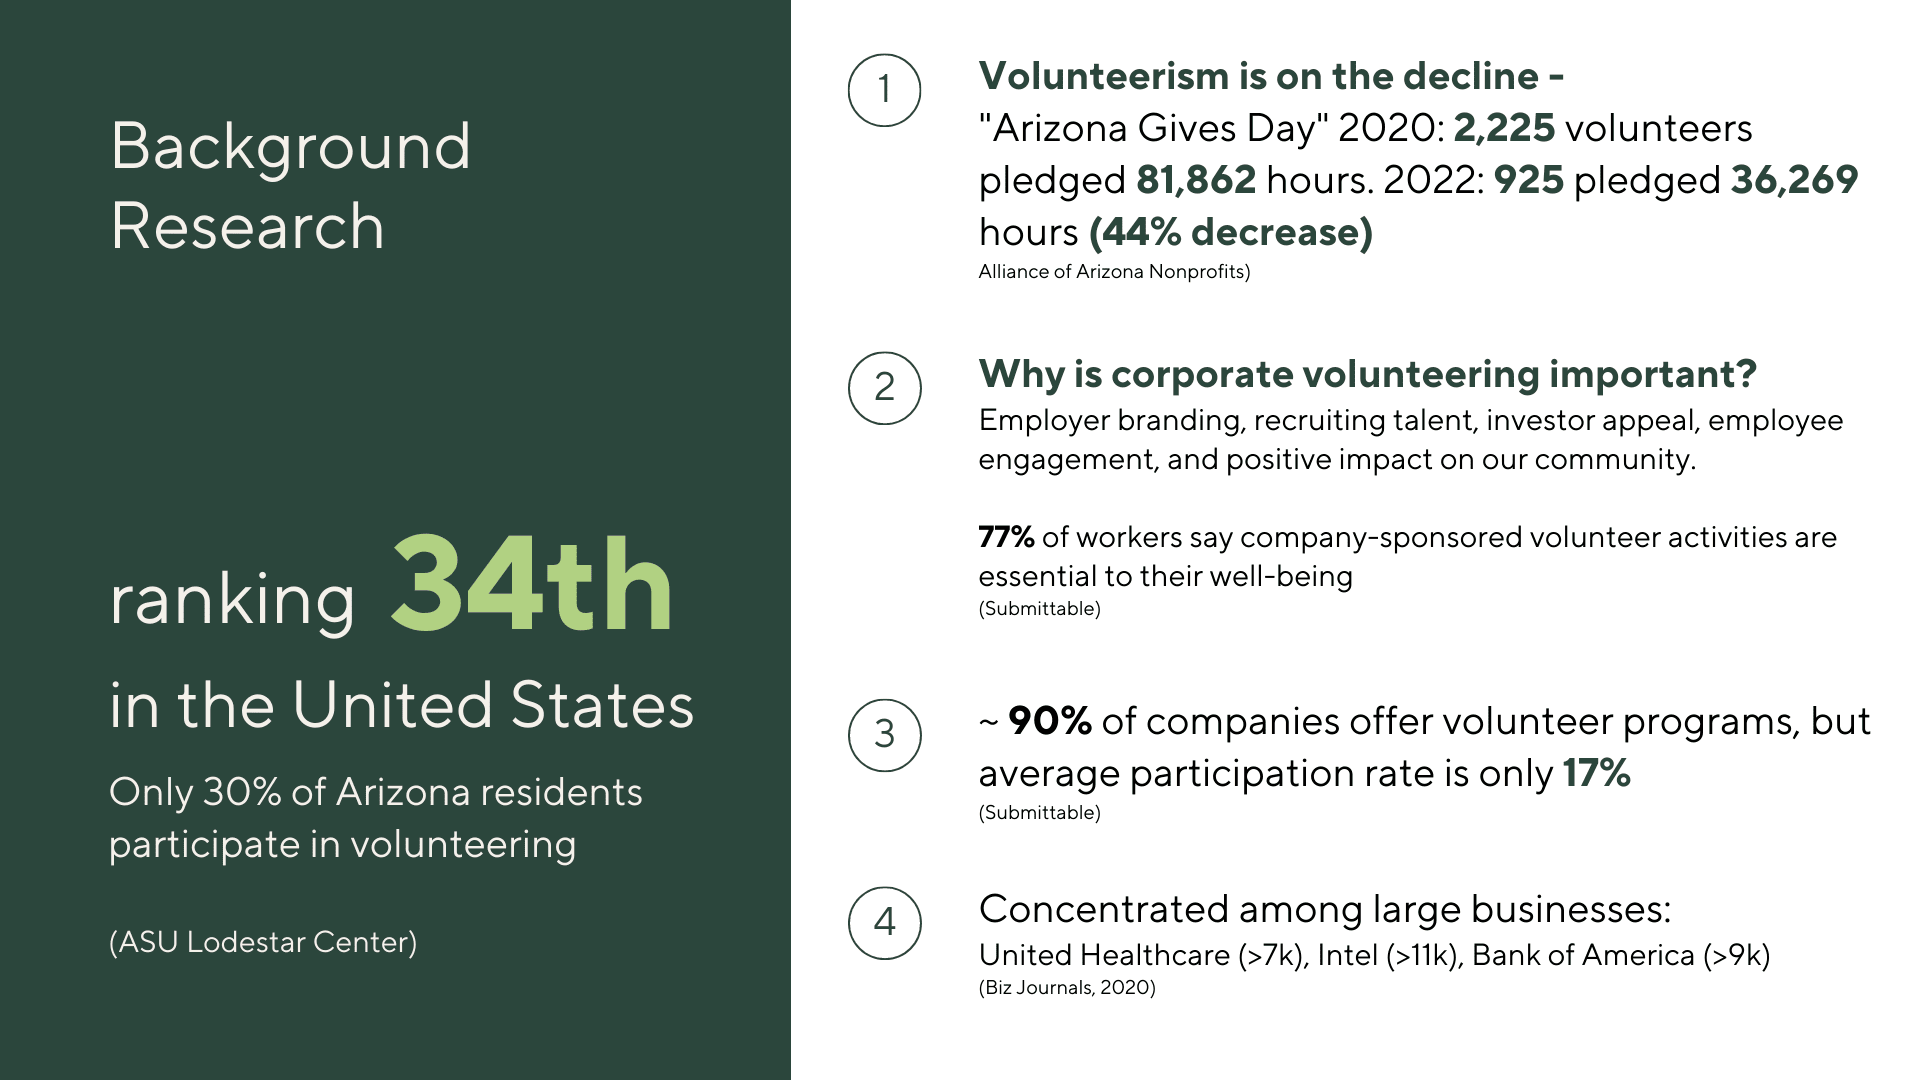 Background
Research
ranking 34th
in the United States
Only 30% of Arizona residents
participate in volunteering
(ASU Lodestar Center)
1
Volunteerism is on the decline -
"Arizona Gives Day" 2020: 2,225 volunteers
pledged 81,862 hours. 2022: 925 pledged 36,269
hours (44% decrease)
Alliance of Arizona Nonprofits)
2
Why is corporate volunteering important?
Employer branding, recruiting talent, investor appeal, employee
engagement, and positive impact on our community.
77% of workers say company-sponsored volunteer activities are
essential to their well-being
(Submittable)
3
~ 90% of companies offer volunteer programs, but
average participation rate is only 17%
(Submittable)
4
Concentrated among large businesses:
United Healthcare (>7k), Intel (>11k), Bank of America (>9k)
(Biz Journals, 2020)